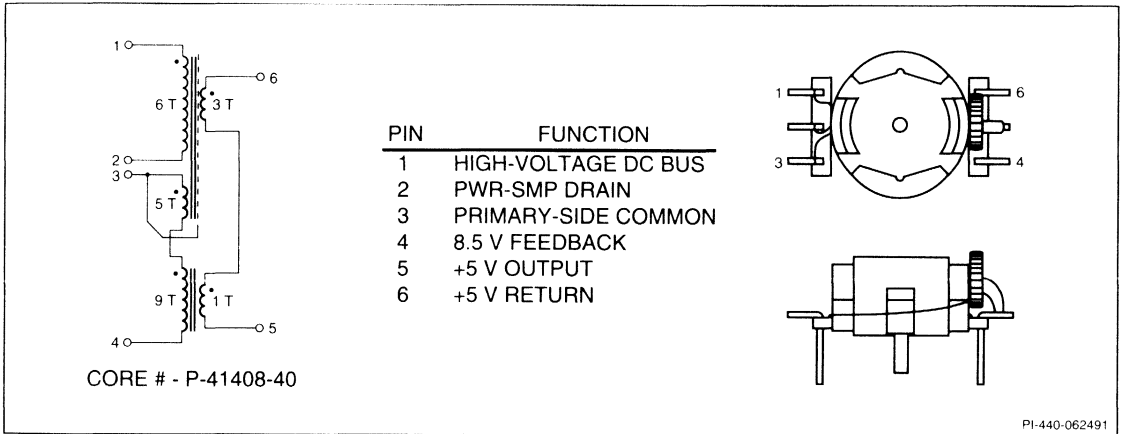 1
6
6 T
3 T
2
3
5 T
9 T
1 T
5
4
CORE # - P-41408-40
PIN FUNCTION
1 HIGH-VOLTAGE DC BUS
2 PWR-SMP DRAIN
3 PRIMARY-SIDE COMMON
4 8.5 V FEEDBACK
5 +5 V OUTPUT
6 +5 V RETURN
1
6
3
4
PI-440-062491